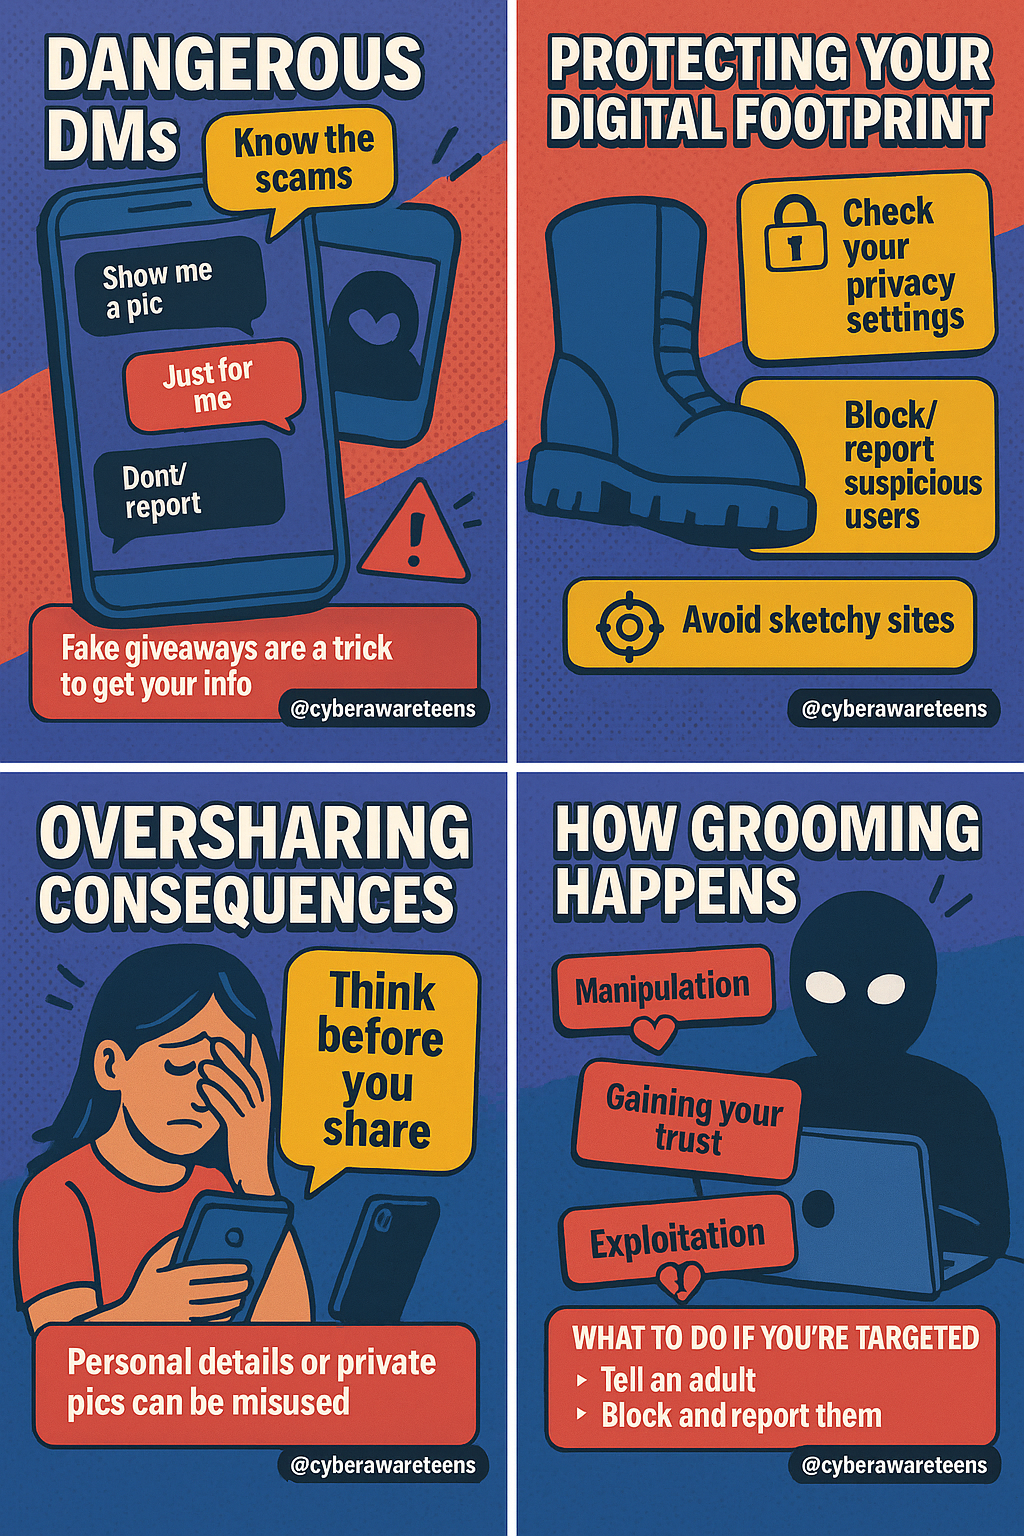 DANGEROUS
DMs
Know the
scams
Show me
a pic
Just for
me
Dont/
report
Fake giveaways are a trick
to get your info
@cyberawareteens
PROTECTING YOUR
DIGITAL FOOTPRINT
Check
your
privacy
settings
Block/
report
suspicious
users
Avoid sketchy sites
@cyberawareteens
OVERSHARING
CONSEQUENCES
Think
before
you
share
Personal details or private
pics can be misused
@cyberawareteens
HOW GROOMING
HAPPENS
Manipulation
Gaining your
trust
Exploitation
WHAT TO DO IF YOU'RE TARGETED
‣ Tell an adult
‣ Block and report them
@cyberawareteens